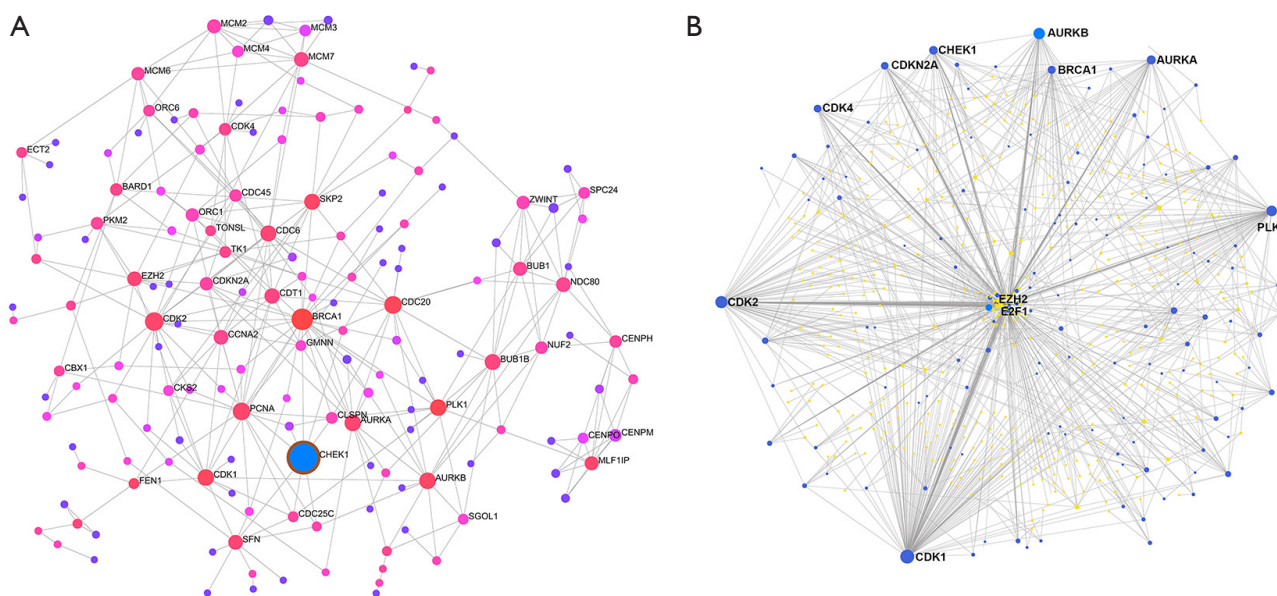 A
MCM2
MCM3
MCM4
MCM7
MCM6
ORC6
CDK4
ECT2
BARD1
CDC45
SKP2
ZWINT
SPC24
PKM2
ORC1
TONSL
CDC6
TK1
EZH2
CDKN2A
CDT1
BUB1
NDC80
CDC20
BRCA1
CDK2
CCNA2
GMNN
NUF2
CENPH
BUB1B
CBX1
CKS2
PCNA
CLSPN
AURKA
PLK1
CENPO
CENPM
CHEK1
MLF1IP
FEN1
CDK1
AURKB
CDC25C
SGOL1
SFN
B
AURKB
CHEK1
AURKA
CDKN2A
BRCA1
CDK4
PLK
EZH2
CDK2
E2F1
CDK1